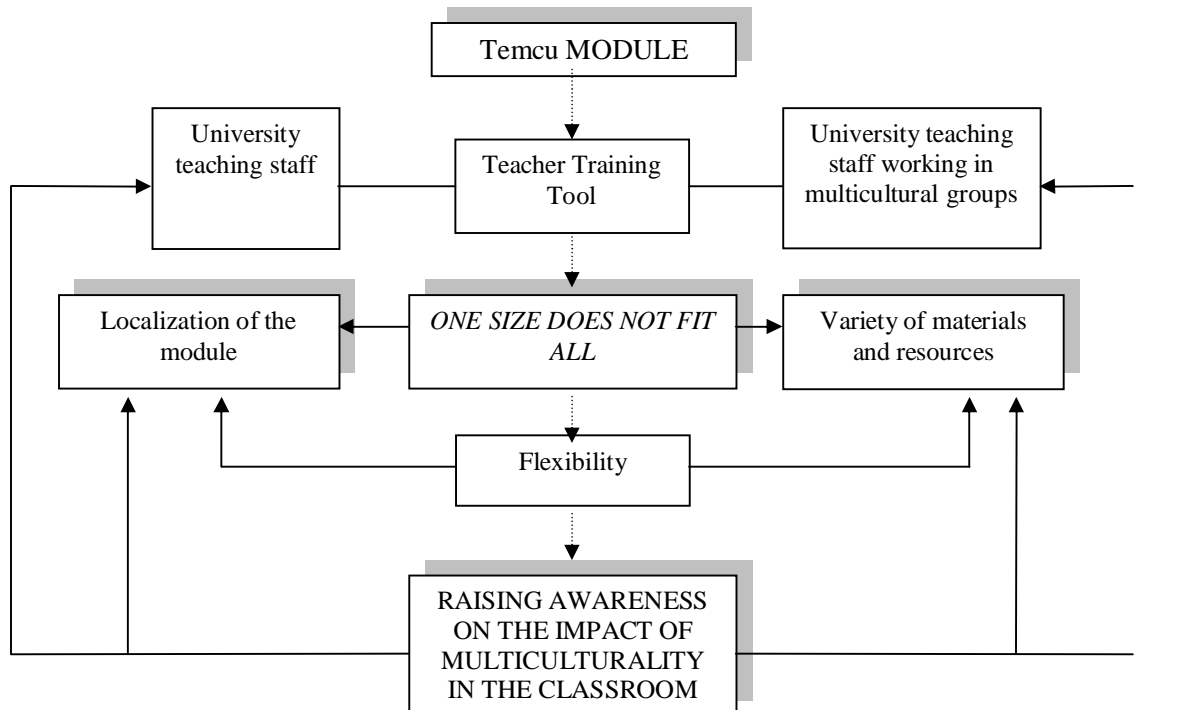 Temcu MODULE
University
teaching staff
Teacher Training
Tool
University teaching
staff working in
multicultural groups
Localization of the
module
ONE SIZE DOES NOT FIT
ALL
Variety of materials
and resources
Flexibility
RAISING AWARENESS
ON THE IMPACT OF
MULTICULTURALITY
IN THE CLASSROOM